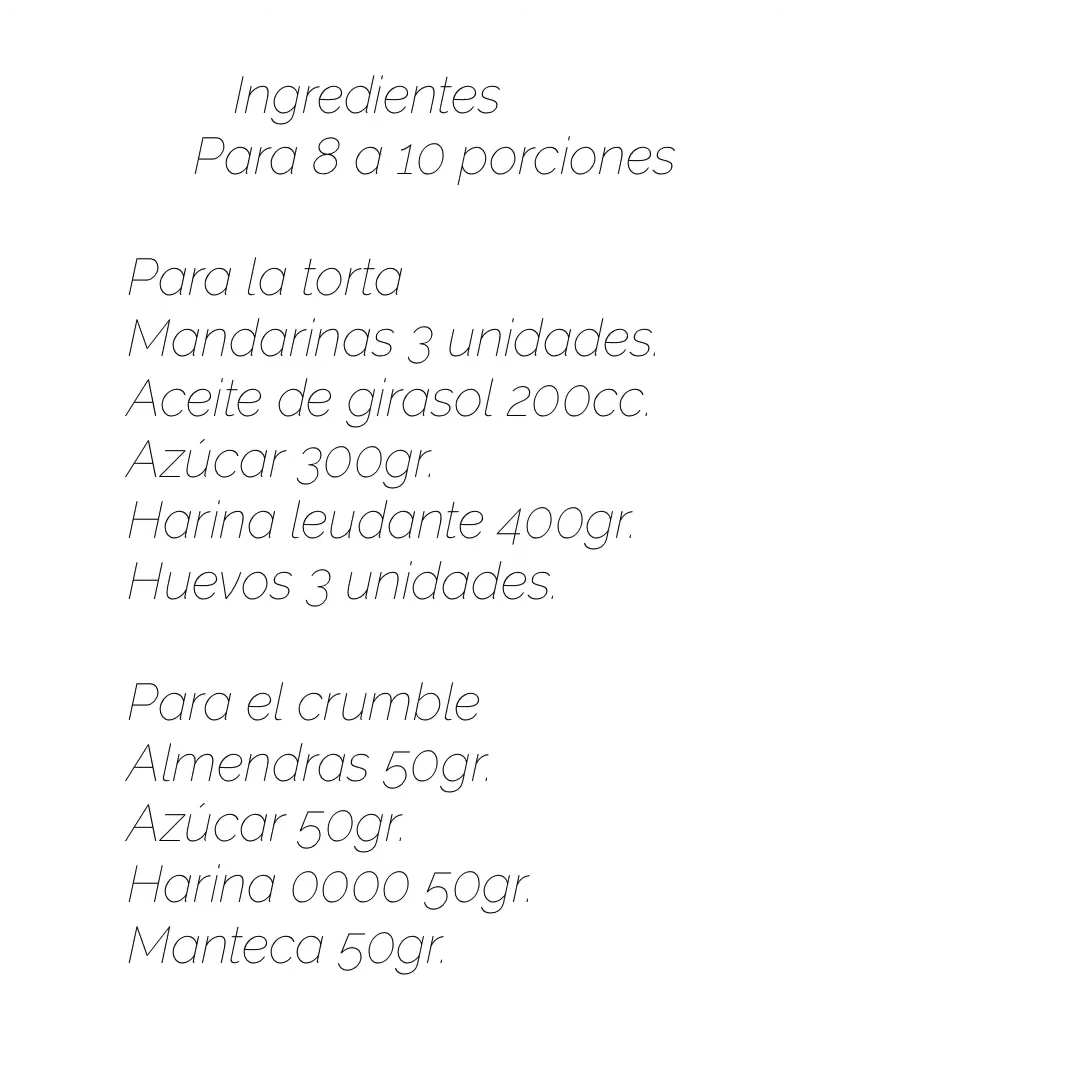 Ingredientes
Para 8 a 10 porciones
Para la torta
Mandarinas 3 unidades.
Aceite de girasol 200cc.
Azúcar 300gr.
Harina leudante 400gr.
Huevos 3 unidades.
Para el crumble
Almendras 50gr.
Azúcar 50gr.
Harina 0000 50gr.
Manteca 50gr.